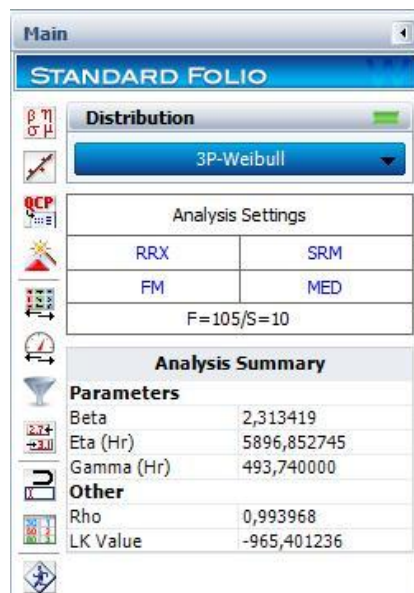 Main
STANDARD FOLIO
β η
σ μ
Distribution
3P-Weibull
QCP
Analysis Settings
RRX SRM
FM MED
F=105/S=10
Analysis Summary
Parameters
Beta 2,313419
Eta (Hr) 5896,852745
Gamma (Hr) 493,740000
Other
Rho 0,993968
LK Value -965,401236